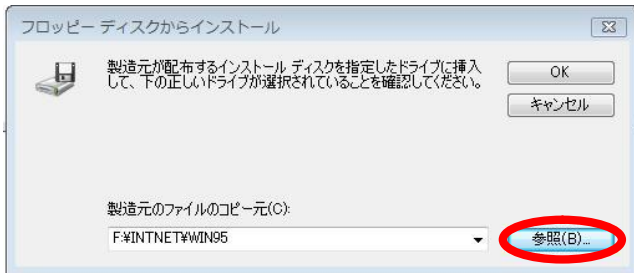 フロッピー ディスクからインストール
製造元が配布するインストール ディスクを指定したドライブに挿入
して、下の正しいドライブが選択されていることを確認してください。
OK
キャンセル
製造元のファイルのコピー元(C):
F:¥INTNET¥WIN95
参照(B)...